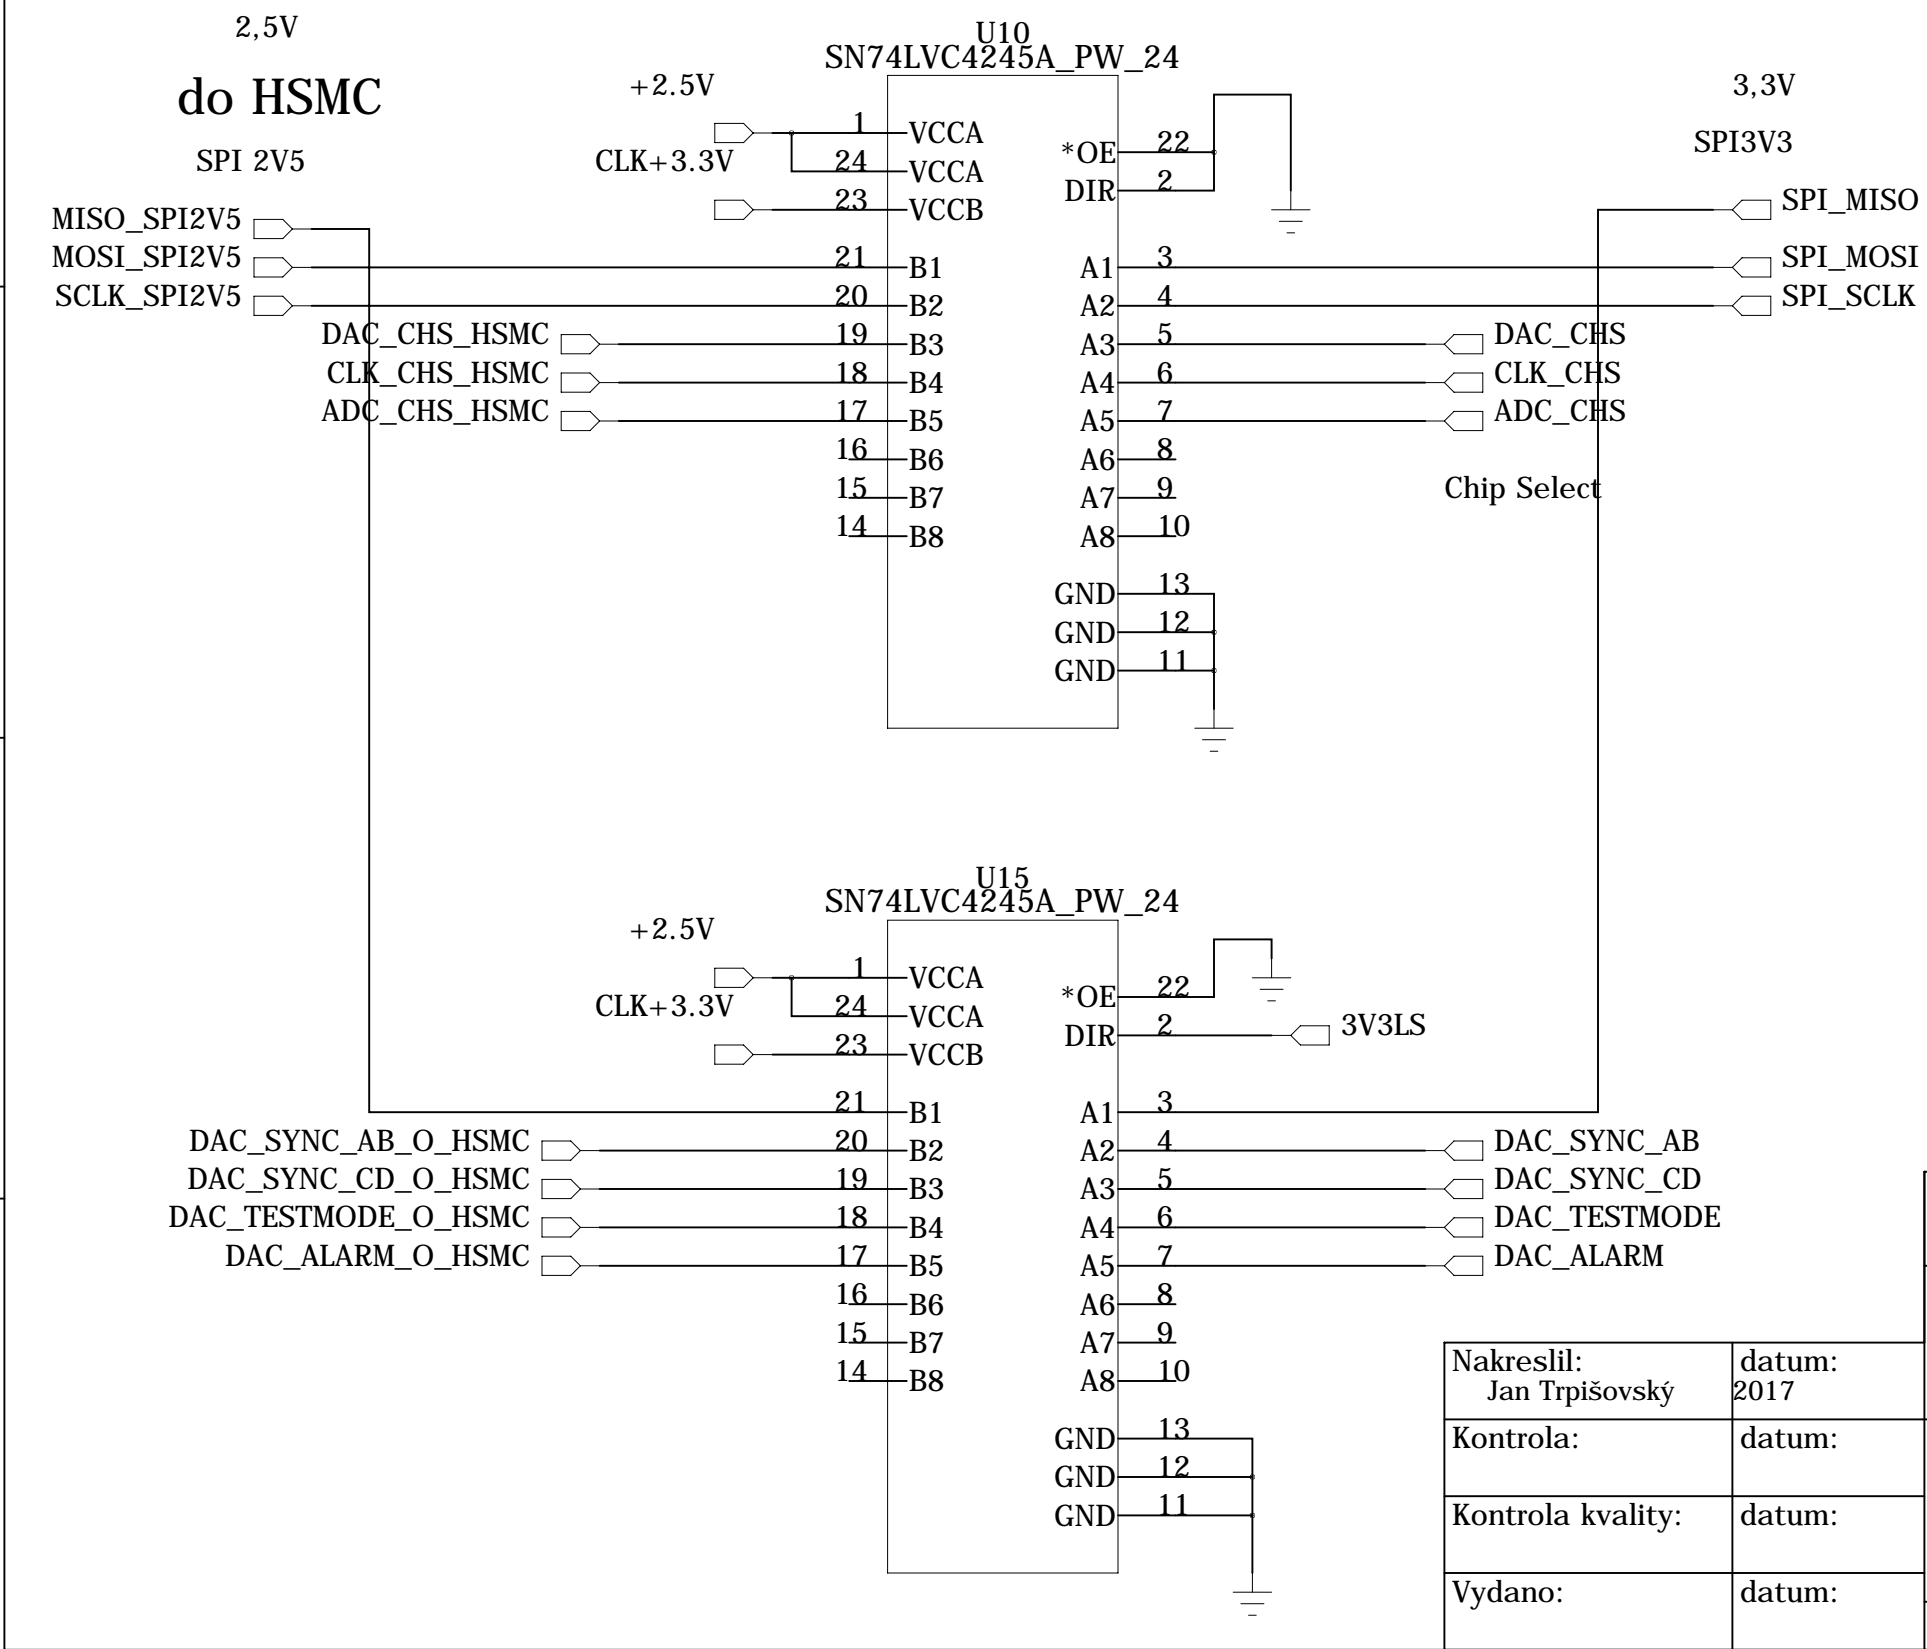 2,5V
do HSMC
SPI 2V5
U10
SN74LVC4245A_PW_24
3,3V
SPI3V3
+2.5V
CLK+3.3V
1 VCCA
24 VCCA
23 VCCB
*OE 22
DIR 2
MISO_SPI2V5
SPI_MISO
MOSI_SPI2V5 21 B1 A1 3 SPI_MOSI
SCLK_SPI2V5 20 B2 A2 4 SPI_SCLK
DAC_CHS_HSMC 19 B3 A3 5 DAC_CHS
CLK_CHS_HSMC 18 B4 A4 6 CLK_CHS
ADC_CHS_HSMC 17 B5 A5 7 ADC_CHS
16 B6 A6 8
15 B7 A7 9 Chip Select
14 B8 A8 10
GND 13
GND 12
GND 11
U15
SN74LVC4245A_PW_24
+2.5V
CLK+3.3V
1 VCCA
24 VCCA
23 VCCB
*OE 22
DIR 2 3V3LS
21 B1 A1 3
DAC_SYNC_AB_O_HSMC 20 B2 A2 4 DAC_SYNC_AB
DAC_SYNC_CD_O_HSMC 19 B3 A3 5 DAC_SYNC_CD
DAC_TESTMODE_O_HSMC 18 B4 A4 6 DAC_TESTMODE
DAC_ALARM_O_HSMC 17 B5 A5 7 DAC_ALARM
16 B6 A6 8
15 B7 A7 9
14 B8 A8 10
GND 13
GND 12
GND 11
Nakreslil: datum:
Jan Trpišovský 2017
Kontrola: datum:
Kontrola kvality: datum:
Vydano: datum: